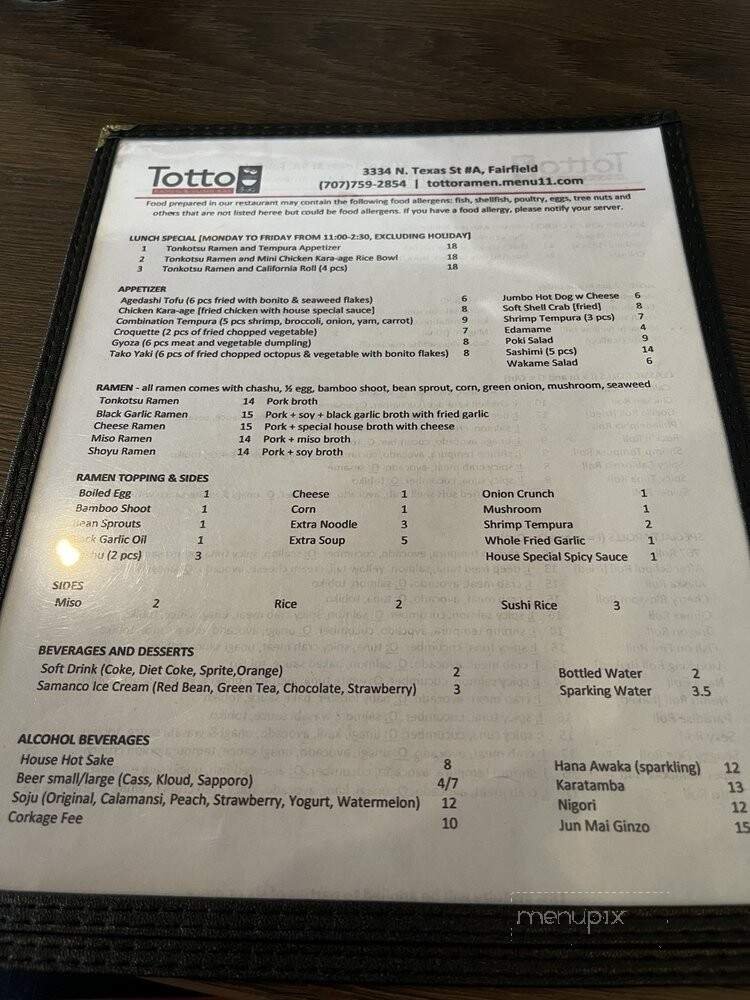 Totto
3334 N. Texas St #A, Fairfield
(707)759-2854 | tottoramen.menu11.com
Food prepared in our restaurant may contain the following food allergens: fish, shellfish, poultry, eggs, tree nuts and
others that are not listed heree but could be food allergens. If you have a food allergy, please notify your server.
LUNCH SPECIAL [MONDAY TO FRIDAY FROM 11:00-2:30, EXCLUDING HOLIDAY]
1 Tonkotsu Ramen and Tempura Appetizer 18
2 Tonkotsu Ramen and Mini Chicken Kara-age Rice Bowl 18
3 Tonkotsu Ramen and California Roll (4 pcs) 18
APPETIZER
Agedashi Tofu (6 pcs fried with bonito & seaweed flakes) 6 Jumbo Hot Dog w Cheese 6
Chicken Kara-age [fried chicken with house special sauce] 8 Soft Shell Crab [fried] 8
Combination Tempura (5 pcs shrimp, broccoli, onion, yam, carrot) 9 Shrimp Tempura (3 pcs) 7
Croquette (2 pcs of fried chopped vegetable) 7 Edamame 4
Gyoza (6 pcs meat and vegetable dumpling) 8 Poki Salad 9
Tako Yaki (6 pcs of fried chopped octopus & vegetable with bonito flakes) 8 Sashimi (5 pcs) 14
Wakame Salad 6
RAMEN - all ramen comes with chashu, ½ egg, bamboo shoot, bean sprout, corn, green onion, mushroom, seaweed
Tonkotsu Ramen 14 Pork broth
Black Garlic Ramen 15 Pork + soy + black garlic broth with fried garlic
Cheese Ramen 15 Pork + special house broth with cheese
Miso Ramen 14 Pork + miso broth
Shoyu Ramen 14 Pork + soy broth
RAMEN TOPPING & SIDES
Boiled Egg 1 Cheese 1 Onion Crunch 1
Bamboo Shoot 1 Corn 1 Mushroom 1
Bean Sprouts 1 Extra Noodle 3 Shrimp Tempura 2
Garlic Oil 1 Extra Soup 5 Whole Fried Garlic 1
(2 pcs) 3 House Special Spicy Sauce 1
SIDES
Miso 2 Rice 2 Sushi Rice 3
BEVERAGES AND DESSERTS
Soft Drink (Coke, Diet Coke, Sprite,Orange) 2 Bottled Water 2
Samanco Ice Cream (Red Bean, Green Tea, Chocolate, Strawberry) 3 Sparking Water 3.5
ALCOHOL BEVERAGES
House Hot Sake 8 Hana Awaka (sparkling) 12
Beer small/large (Cass, Kloud, Sapporo) 4/7 Karatamba 13
Soju (Original, Calamansi, Peach, Strawberry, Yogurt, Watermelon) 12 Nigori 12
Corkage Fee 10 Jun Mai Ginzo 15
menupix